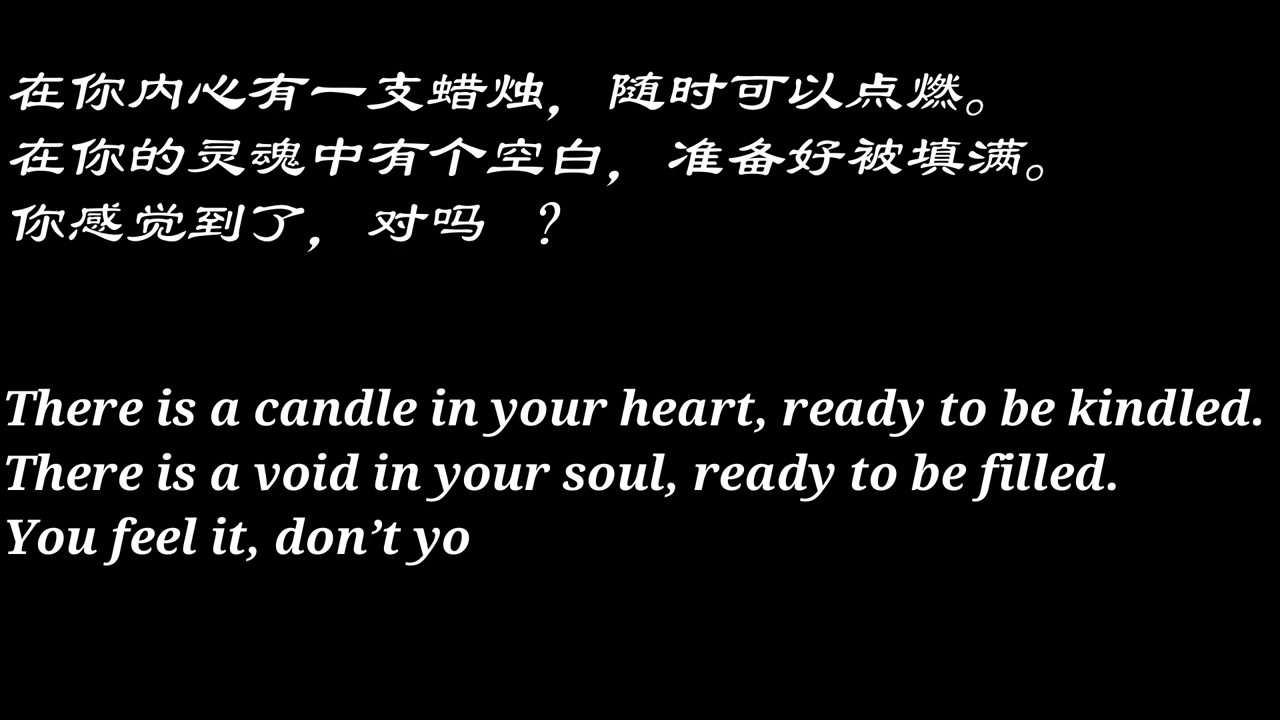 在你内心有一支蜡烛，随时可以点燃。
在你的灵魂中有个空白，准备好被填满。
你感觉到了，对吗 ？
There is a candle in your heart, ready to be kindled.
There is a void in your soul, ready to be filled.
You feel it, don’t yo